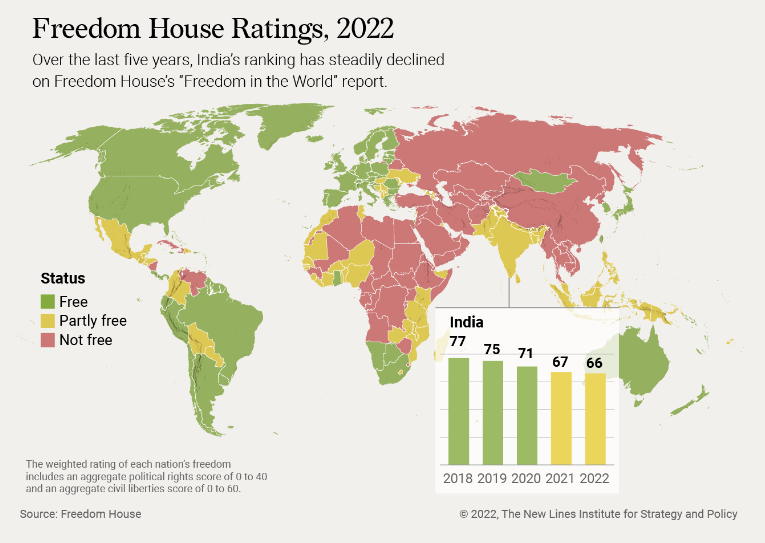 Freedom House Ratings, 2022
Over the last five years, India's ranking has steadily declined
on Freedom House's "Freedom in the World" report.
Status
Free
Partly free
Not free
India
77
75
71
67
66
2018 2019 2020 2021 2022
The weighted rating of each nation's freedom
includes an aggregate political rights score of 0 to 40
and an aggregate civil liberties score of 0 to 60.
Source: Freedom House
© 2022, The New Lines Institute for Strategy and Policy